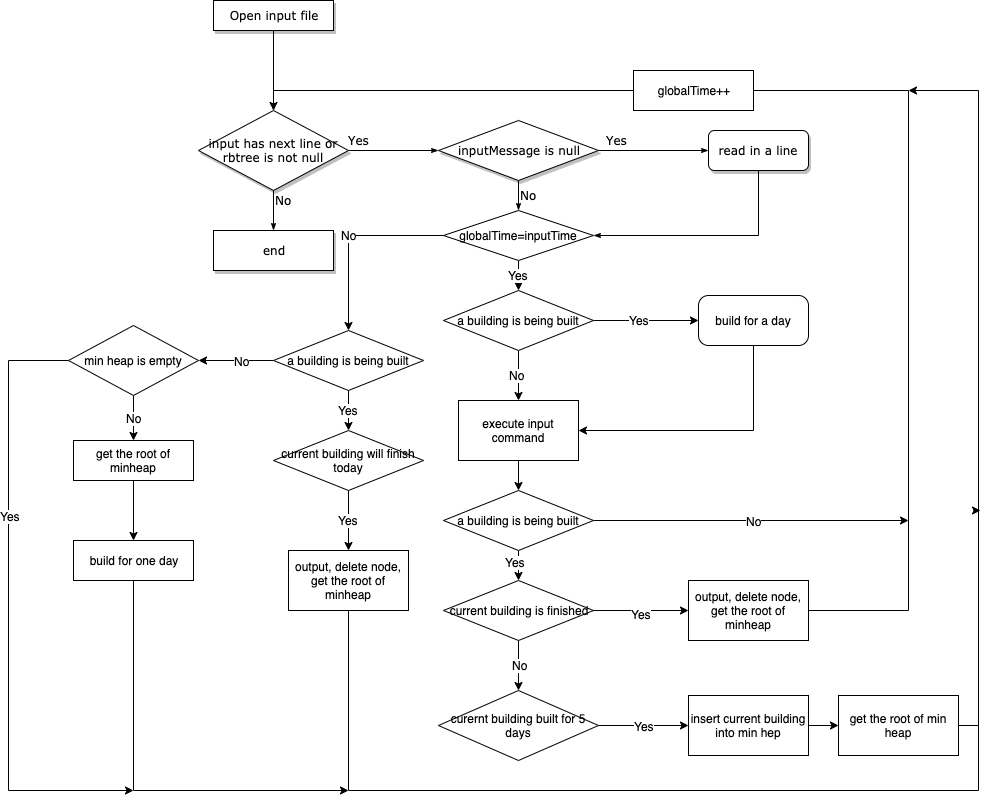 Open input file
globalTime++
input has next line or
rbtree is not null
Yes
inputMessage is null
Yes
read in a line
No
No
end
No
globalTime=inputTime
Yes
a building is being built
Yes
build for a day
min heap is empty
No
a building is being built
No
Yes
No
execute input
command
get the root of
minheap
current building will finish
today
Yes
Yes
a building is being built
No
build for one day
output, delete node,
get the root of
minheap
Yes
current building is finished
Yes
output, delete node,
get the root of
minheap
No
curernt building built for 5
days
Yes
insert current building
into min hep
get the root of min
heap